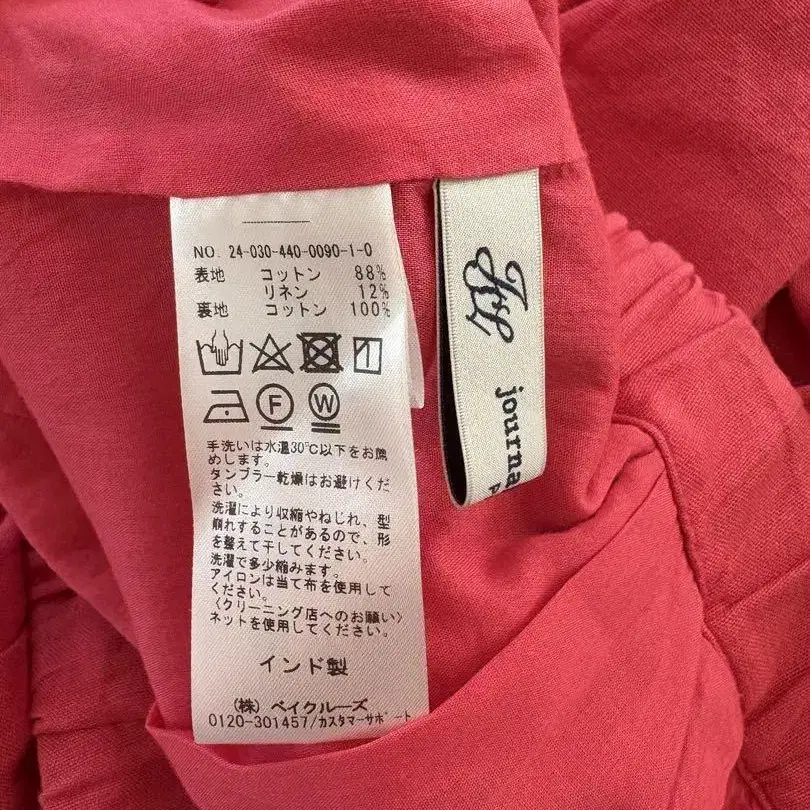 NO. 24-030-440-0090-1-0
表地 コットン 88%
リネン 12%
裏地 コットン 100%
F W
手洗いは水温30℃以下をお薦
めします。
タンブラー乾燥はお避けくだ
さい。
洗濯により収縮やねじれ、型
崩れすることがあるので、形
を整えて干してください。
洗濯で多少縮みます。
アイロンは当て布を使用して
ください。
〈クリーニング店へのお願い〉
ネットを使用してください。
インド製
(株) ベイクルーズ
0120-301457/カスタマーサポート
journa